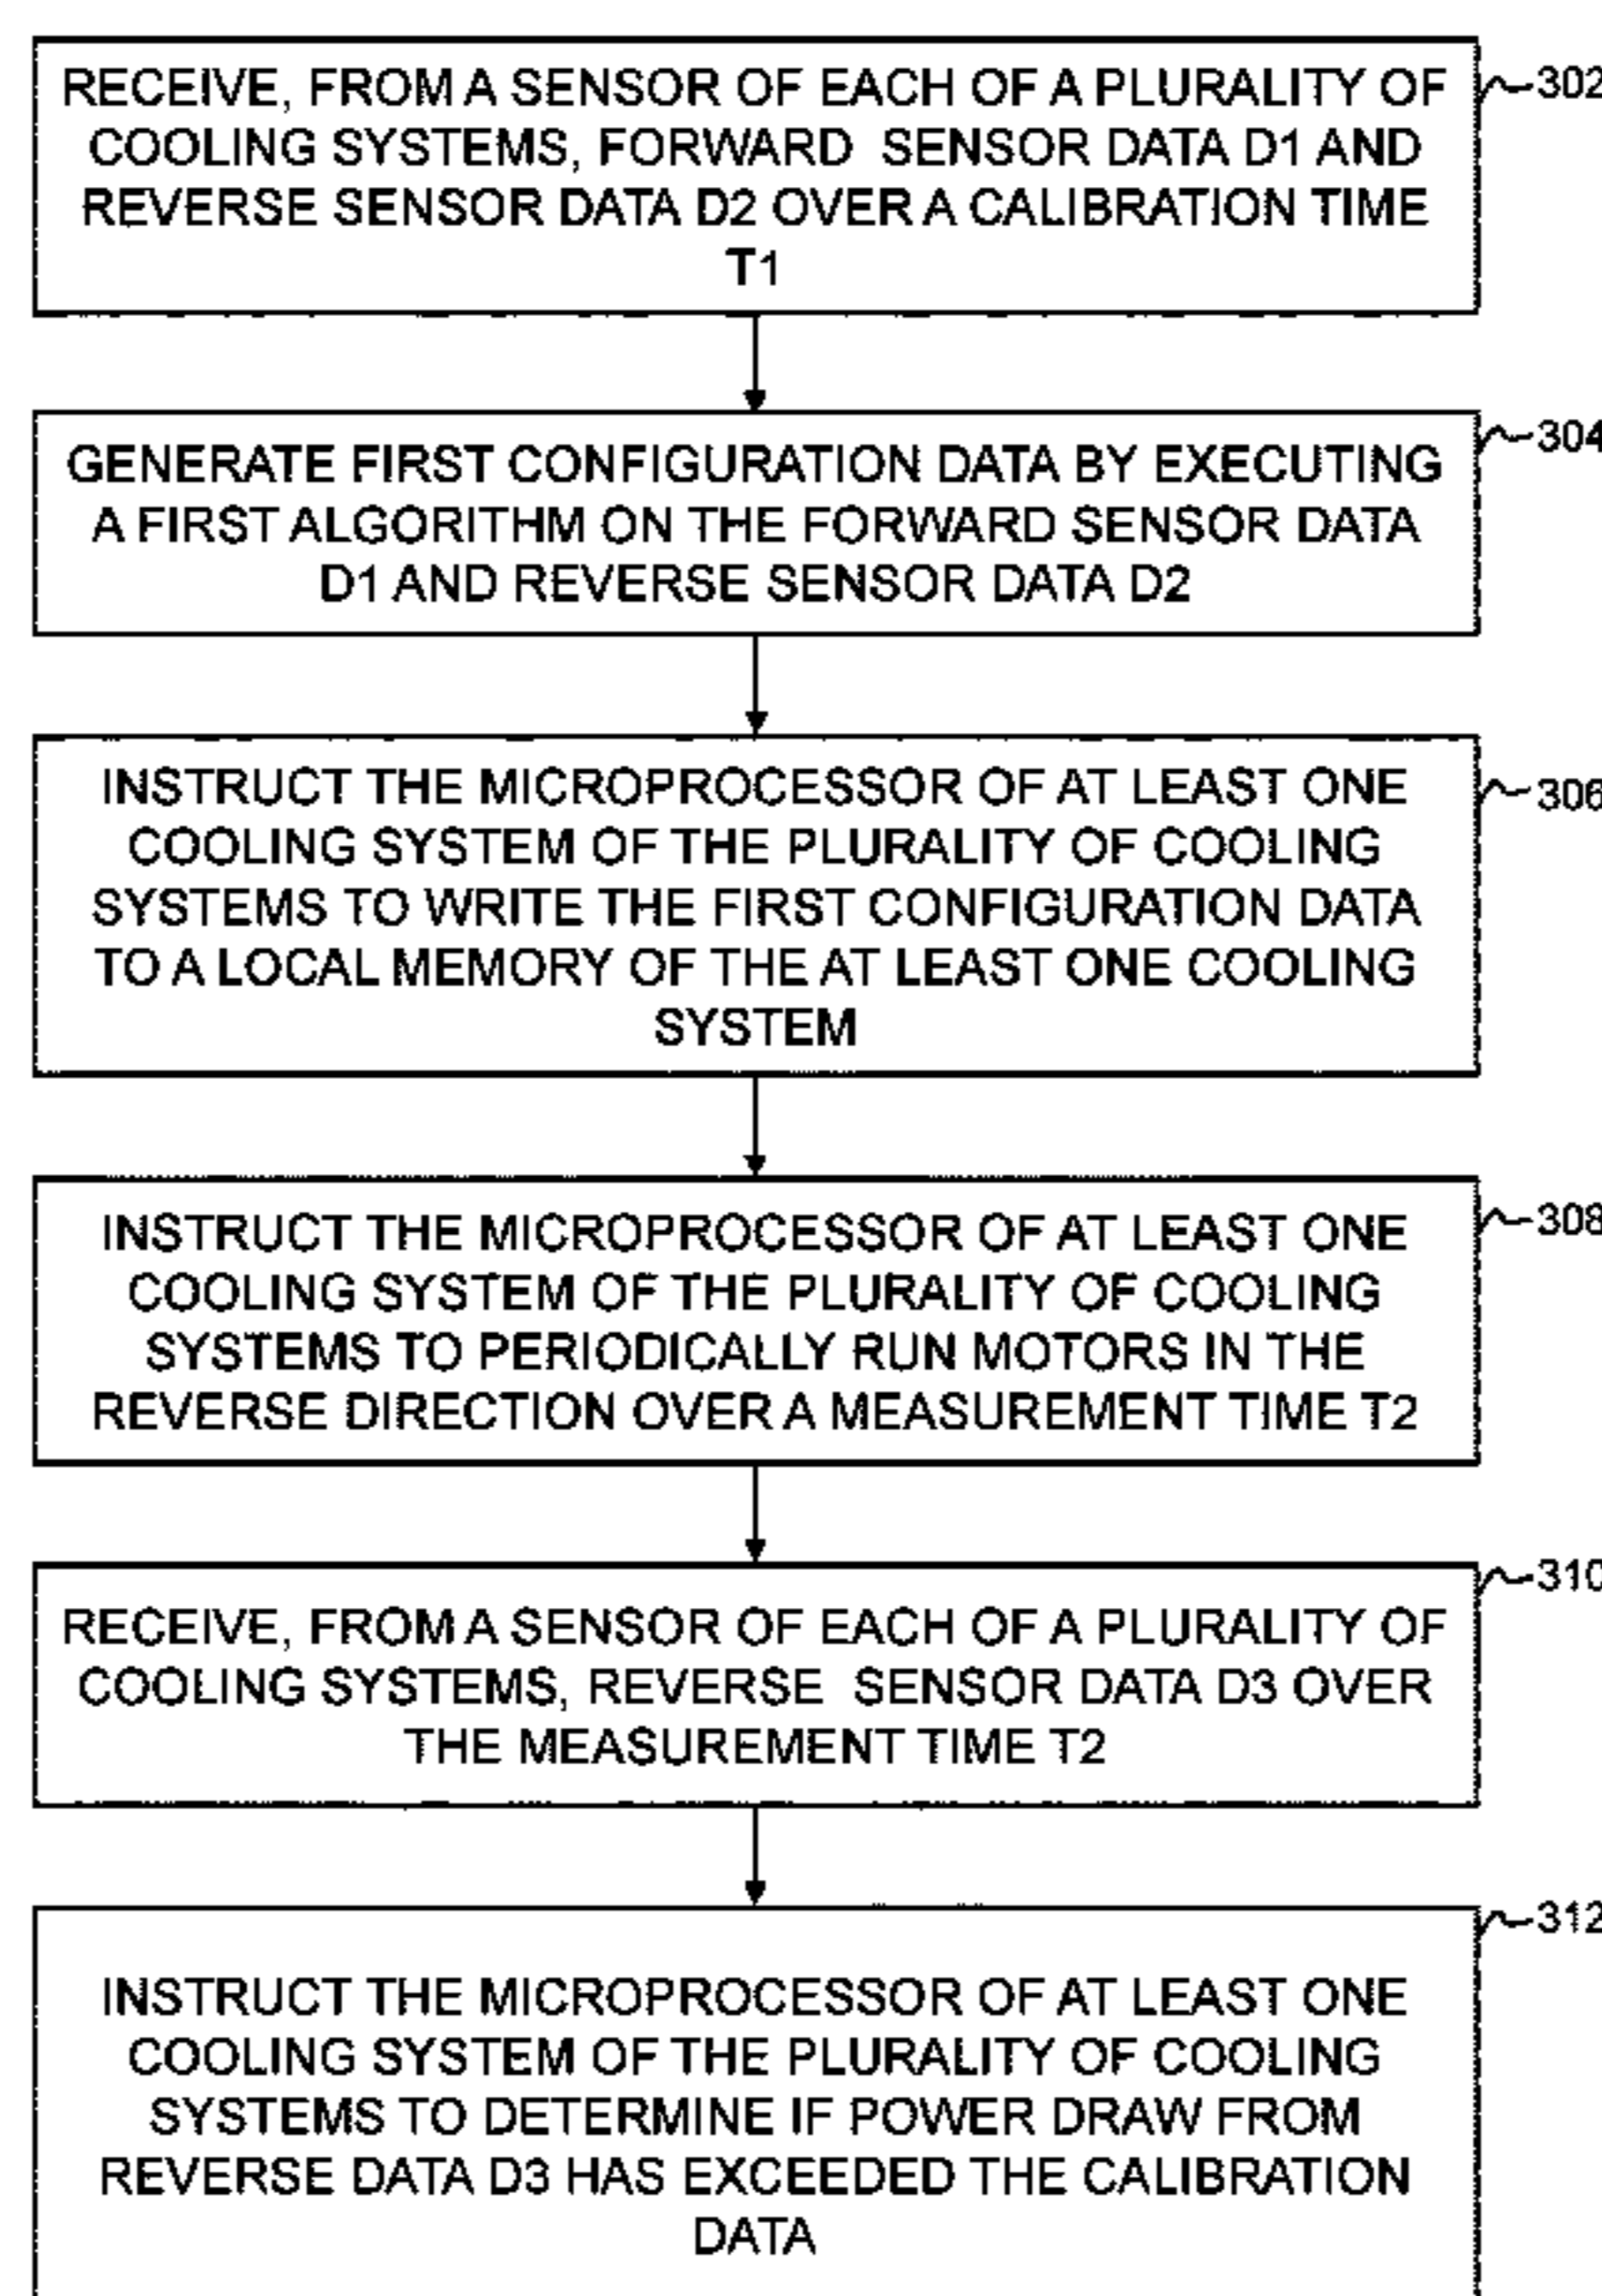 RECEIVE, FROM A SENSOR OF EACH OF A PLURALITY OF
COOLING SYSTEMS, FORWARD SENSOR DATA D1 AND
REVERSE SENSOR DATA D2 OVER A CALIBRATION TIME
T1
302
GENERATE FIRST CONFIGURATION DATA BY EXECUTING
A FIRST ALGORITHM ON THE FORWARD SENSOR DATA
D1 AND REVERSE SENSOR DATA D2
304
INSTRUCT THE MICROPROCESSOR OF AT LEAST ONE
COOLING SYSTEM OF THE PLURALITY OF COOLING
SYSTEMS TO WRITE THE FIRST CONFIGURATION DATA
TO A LOCAL MEMORY OF THE AT LEAST ONE COOLING
SYSTEM
306
INSTRUCT THE MICROPROCESSOR OF AT LEAST ONE
COOLING SYSTEM OF THE PLURALITY OF COOLING
SYSTEMS TO PERIODICALLY RUN MOTORS IN THE
REVERSE DIRECTION OVER A MEASUREMENT TIME T2
308
RECEIVE, FROM A SENSOR OF EACH OF A PLURALITY OF
COOLING SYSTEMS, REVERSE SENSOR DATA D3 OVER
THE MEASUREMENT TIME T2
310
INSTRUCT THE MICROPROCESSOR OF AT LEAST ONE
COOLING SYSTEM OF THE PLURALITY OF COOLING
SYSTEMS TO DETERMINE IF POWER DRAW FROM
REVERSE DATA D3 HAS EXCEEDED THE CALIBRATION
DATA
312